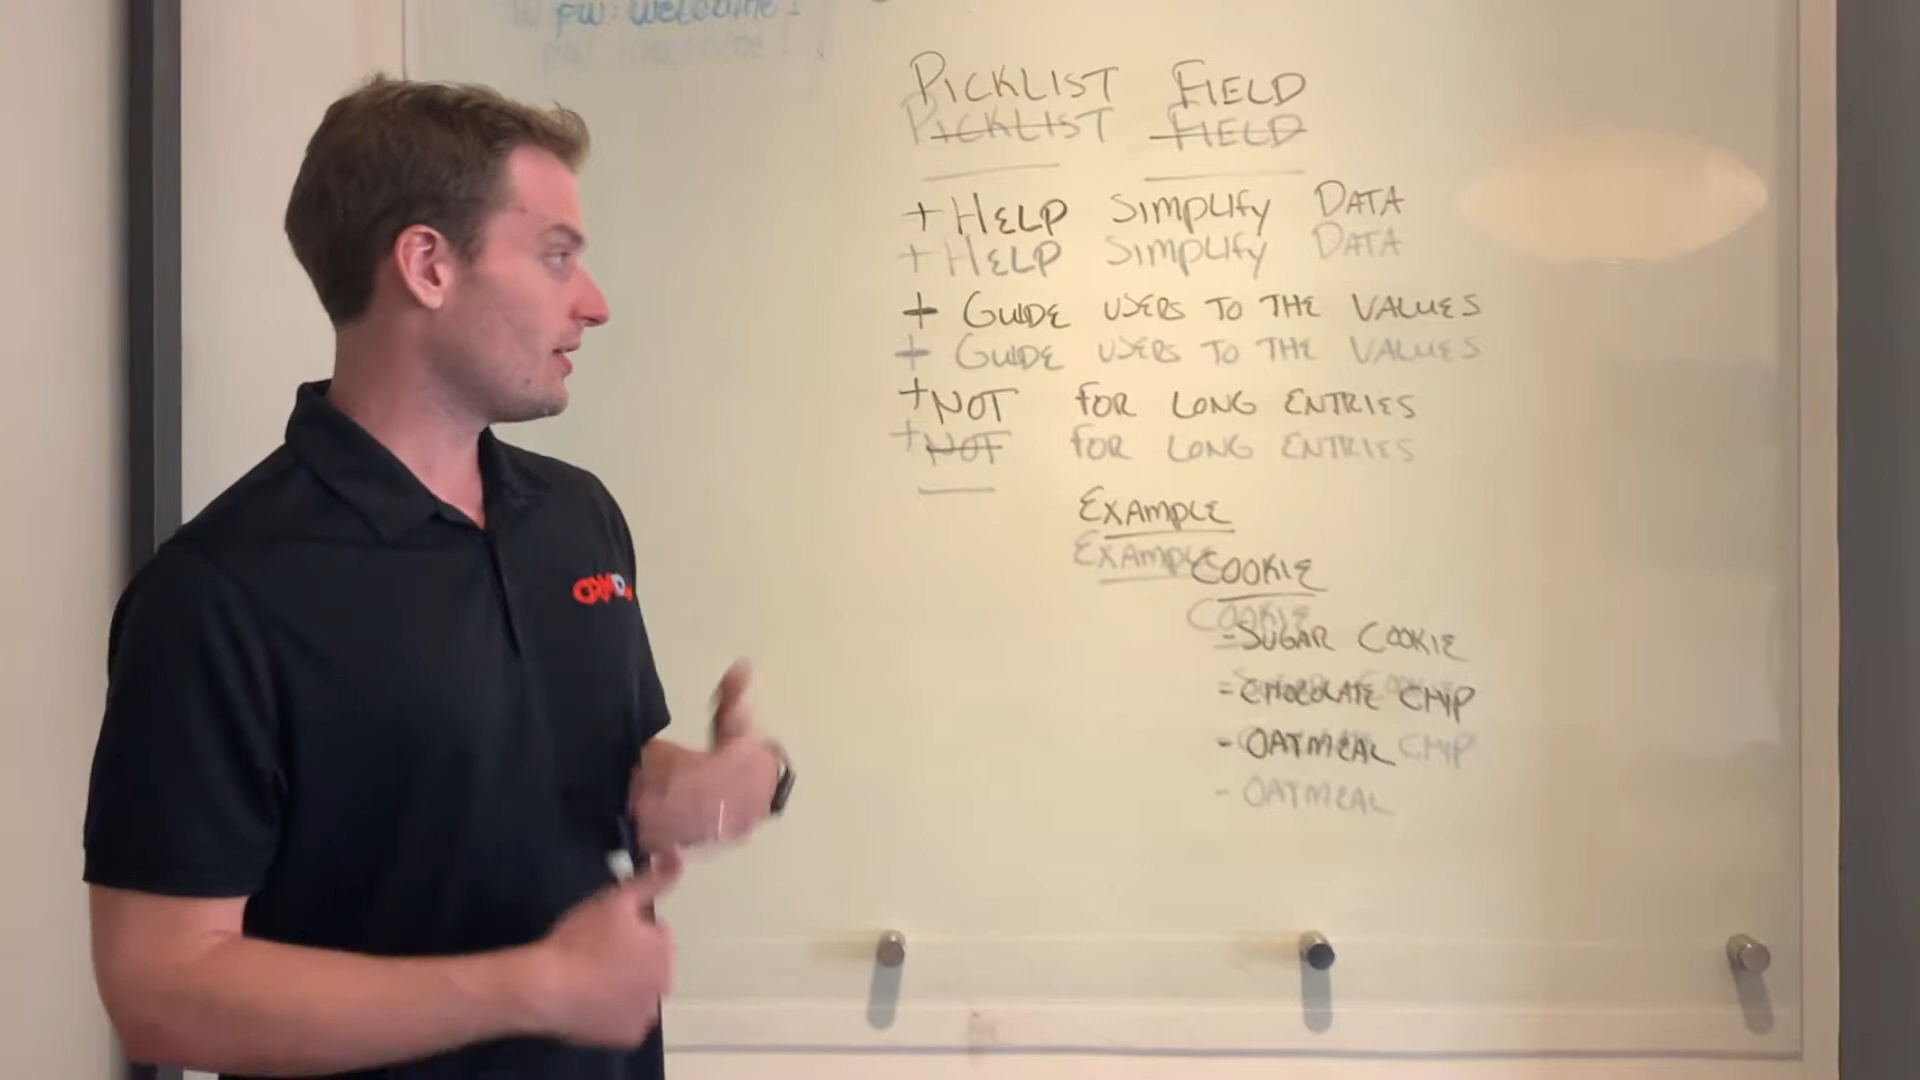 PW: WELCOME!
PICKLIST FIELD
+ HELP SIMPLIFY DATA
+ GUIDE USERS TO THE VALUES
+ NOT FOR LONG ENTRIES
EXAMPLE
COOKIE
- SUGAR COOKIE
- CHOCOLATE CHIP
- OATMEAL
CRMD